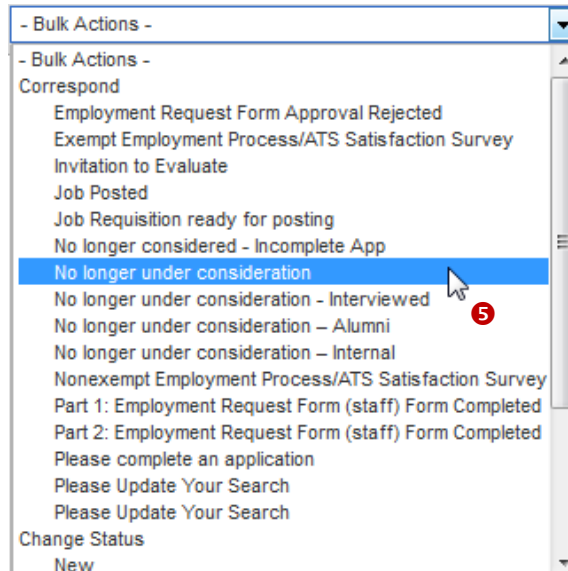 - Bulk Actions -
- Bulk Actions -
Correspond
Employment Request Form Approval Rejected
Exempt Employment Process/ATS Satisfaction Survey
Invitation to Evaluate
Job Posted
Job Requisition ready for posting
No longer considered - Incomplete App
No longer under consideration
No longer under consideration - Interviewed
5
No longer under consideration – Alumni
No longer under consideration – Internal
Nonexempt Employment Process/ATS Satisfaction Survey
Part 1: Employment Request Form (staff) Form Completed
Part 2: Employment Request Form (staff) Form Completed
Please complete an application
Please Update Your Search
Please Update Your Search
Change Status
New